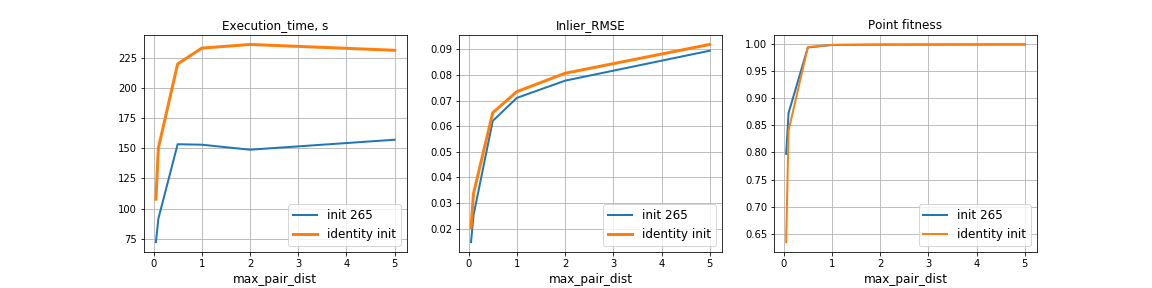 Execution_time, s
225
200
175
150
125
100
75
0 1 2 3 4 5
max_pair_dist
init 265
identity init
Inlier_RMSE
0.09
0.08
0.07
0.06
0.05
0.04
0.03
0.02
0 1 2 3 4 5
max_pair_dist
init 265
identity init
Point fitness
1.00
0.95
0.90
0.85
0.80
0.75
0.70
0.65
0 1 2 3 4 5
max_pair_dist
init 265
identity init